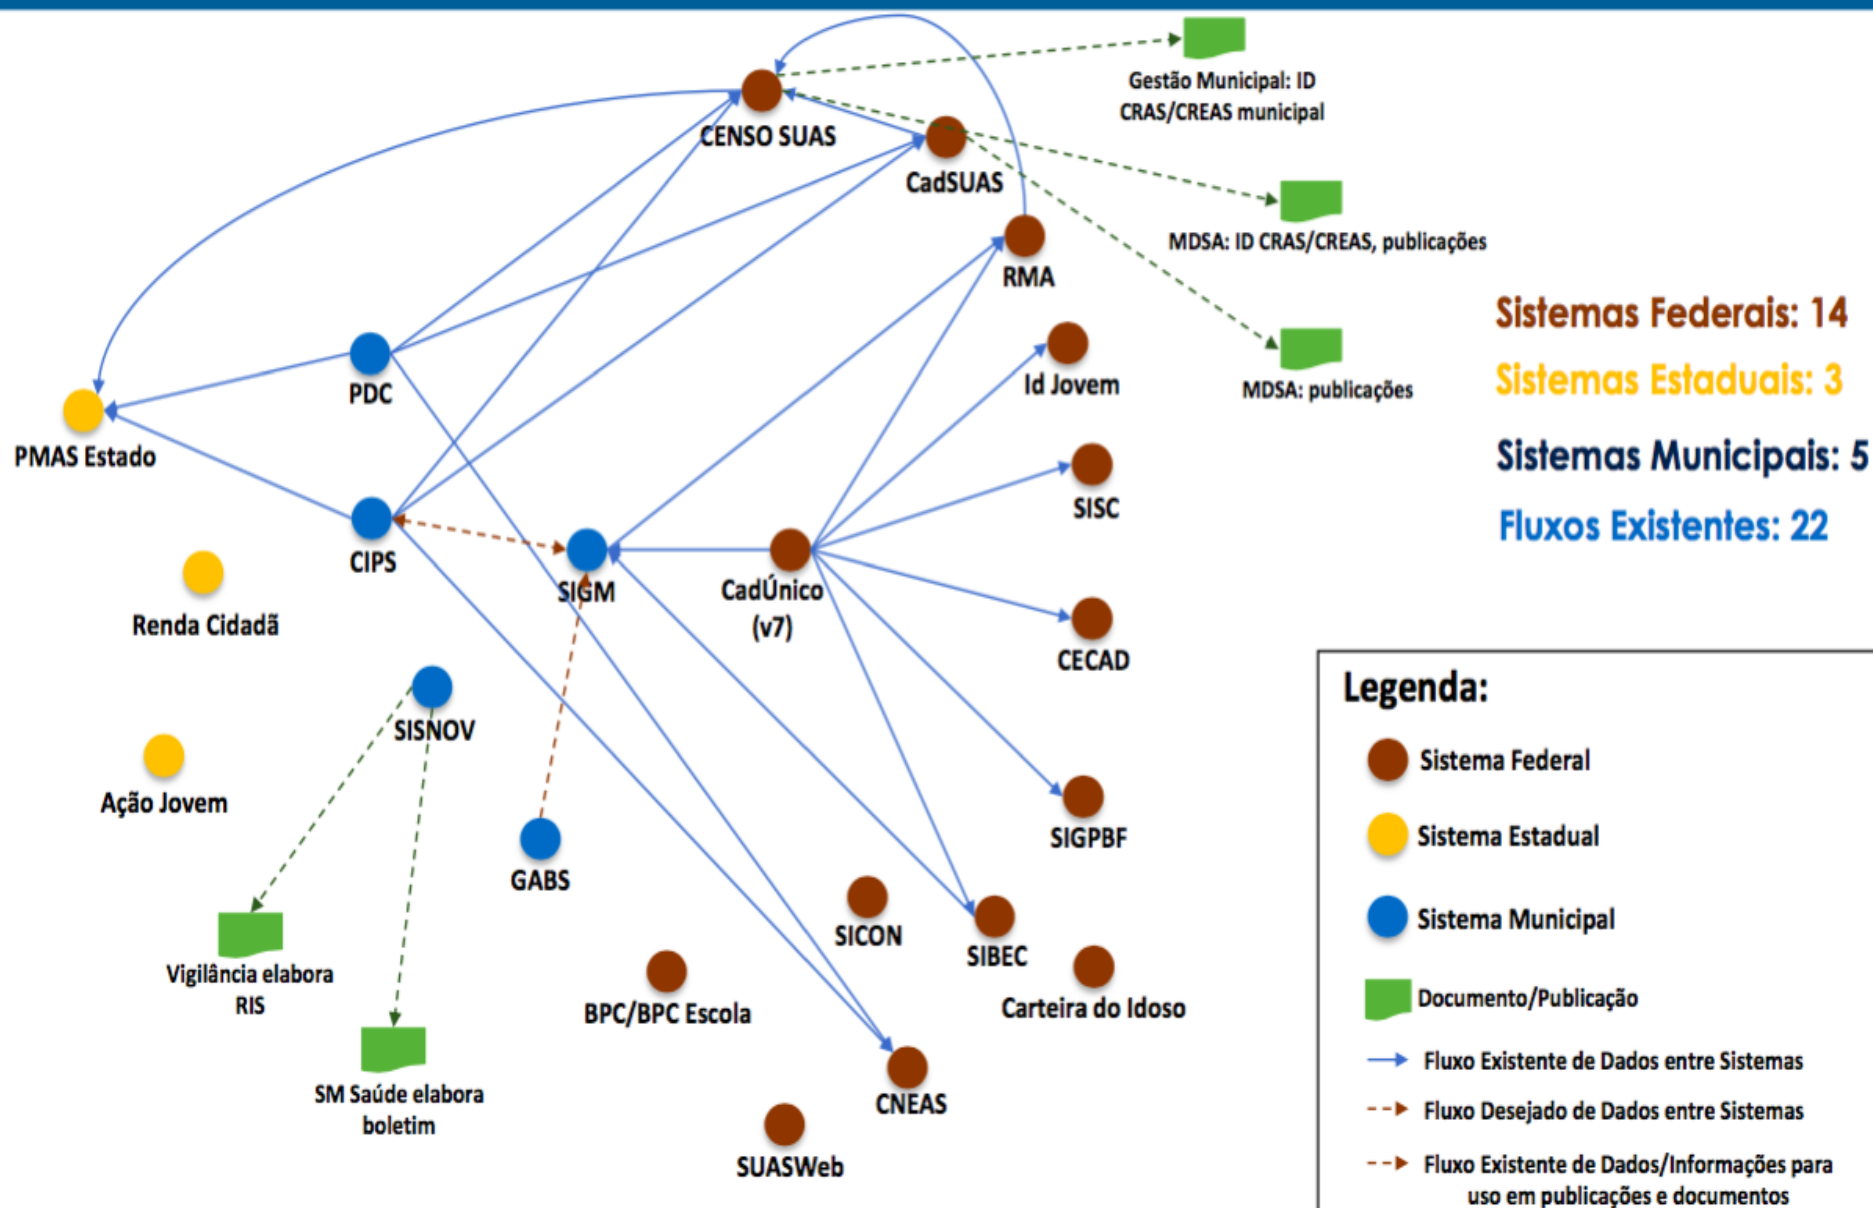 Gestão Municipal: ID
CRAS/CREAS municipal
CENSO SUAS
CadSUAS
MDSA: ID CRAS/CREAS, publicações
RMA
Sistemas Federais: 14
Id Jovem
MDSA: publicações
Sistemas Estaduais: 3
PDC
PMAS Estado
Sistemas Municipais: 5
SISC
Fluxos Existentes: 22
CIPS
SIGM
CadÚnico
(v7)
Renda Cidadã
CECAD
SISNOV
Ação Jovem
SIGPBF
GABS
SICON
SIBEC
Vigilância elabora
RIS
BPC/BPC Escola
Carteira do Idoso
SM Saúde elabora
boletim
CNEAS
SUASWeb
Legenda:
Sistema Federal
Sistema Estadual
Sistema Municipal
Documento/Publicação
Fluxo Existente de Dados entre Sistemas
Fluxo Desejado de Dados entre Sistemas
Fluxo Existente de Dados/Informações para
uso em publicações e documentos